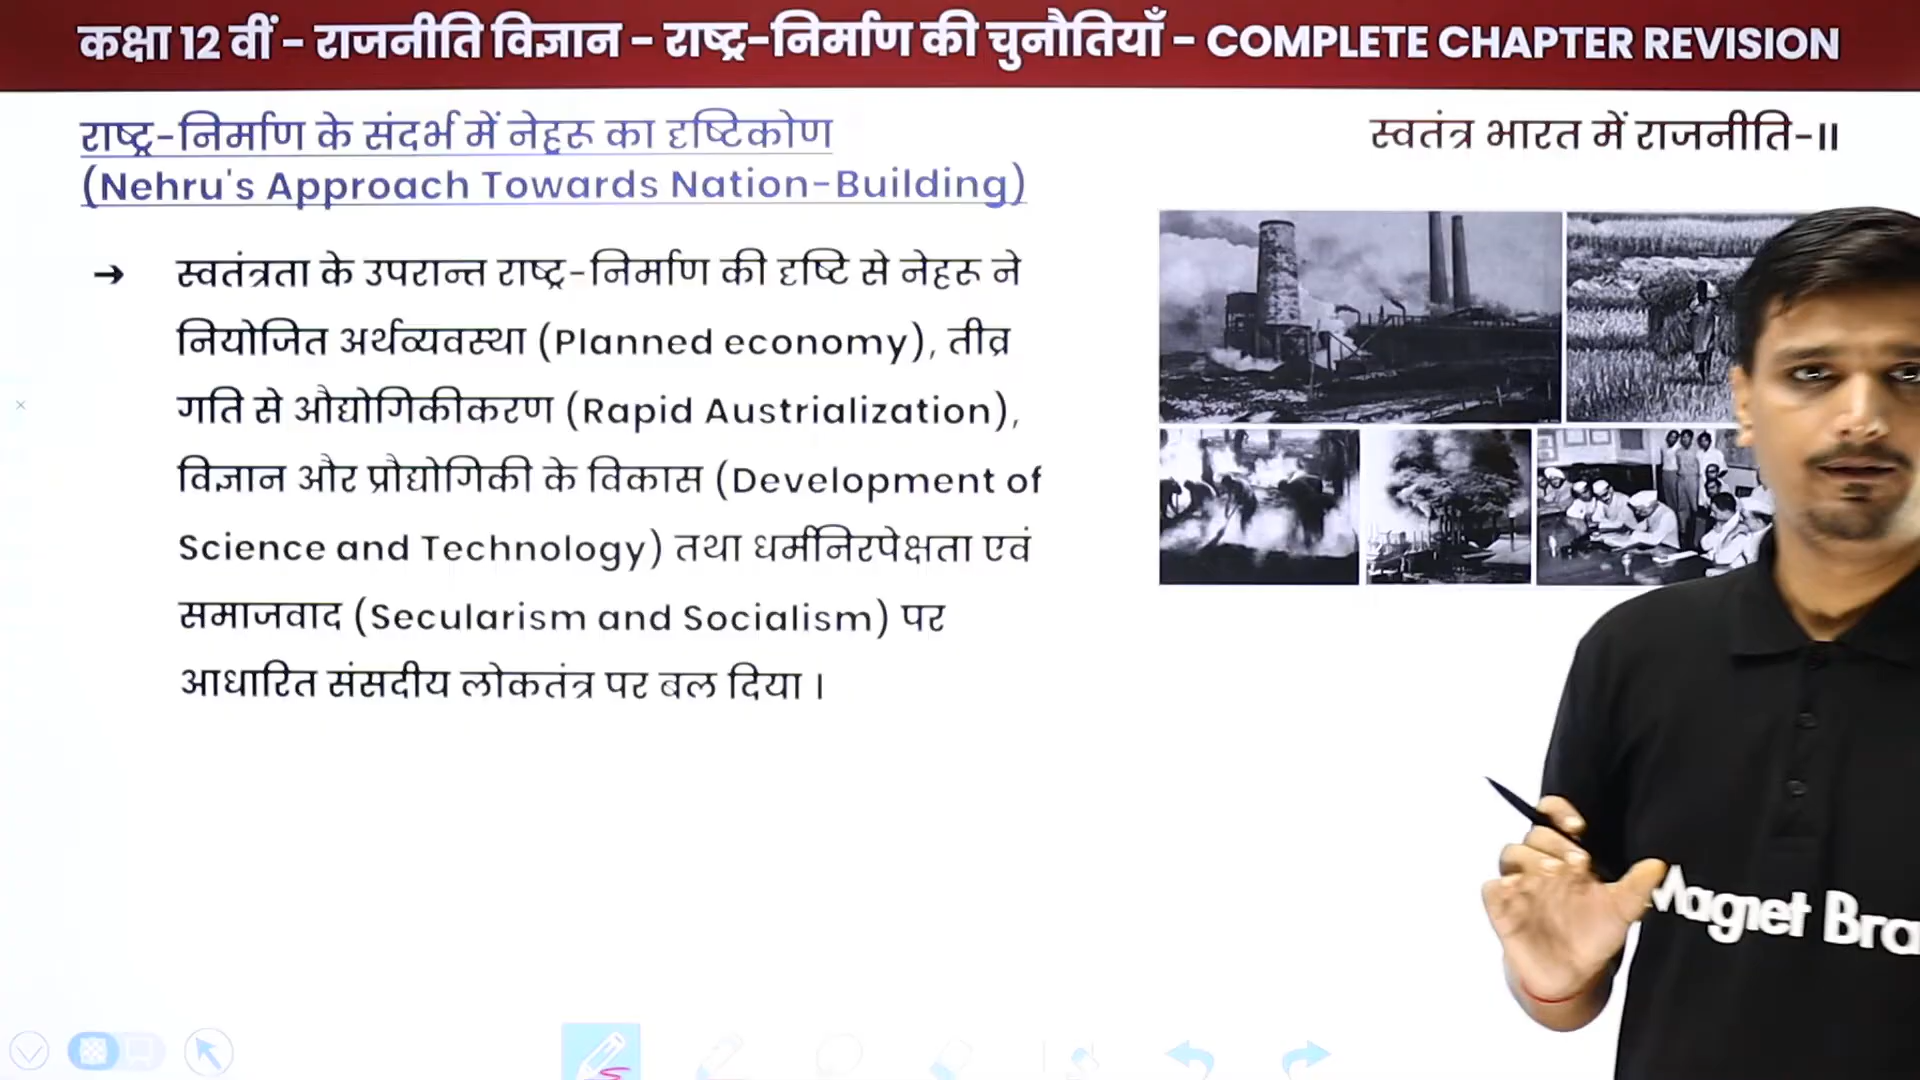 कक्षा 12 वीं - राजनीति विज्ञान - राष्ट्र-निर्माण की चुनौतियाँ - COMPLETE CHAPTER REVISION
राष्ट्र-निर्माण के संदर्भ में नेहरू का दृष्टिकोण
(Nehru's Approach Towards Nation-Building)
स्वतंत्र भारत में राजनीति-II
→ स्वतंत्रता के उपरान्त राष्ट्र-निर्माण की दृष्टि से नेहरू ने
नियोजित अर्थव्यवस्था (Planned economy), तीव्र
गति से औद्योगिकीकरण (Rapid Austrialization),
विज्ञान और प्रौद्योगिकी के विकास (Development of
Science and Technology) तथा धर्मनिरपेक्षता एवं
समाजवाद (Secularism and Socialism) पर
आधारित संसदीय लोकतंत्र पर बल दिया ।
Magnet Bra